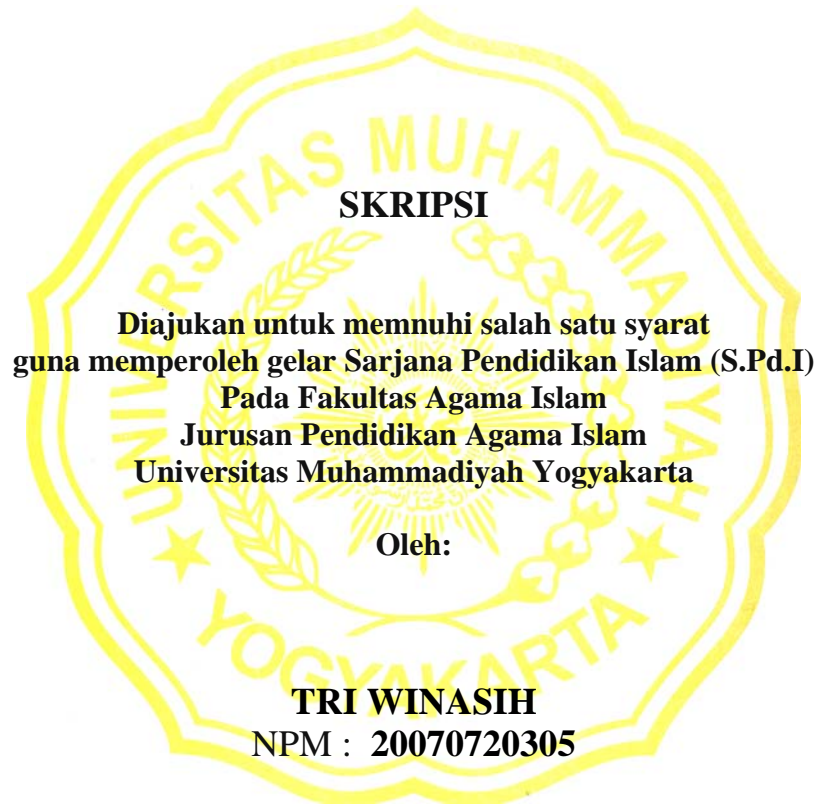 UNIVERSITAS MUHAMMADIYAH
SKRIPSI
Diajukan untuk memnuhi salah satu syarat
guna memperoleh gelar Sarjana Pendidikan Islam (S.Pd.I)
Pada Fakultas Agama Islam
Jurusan Pendidikan Agama Islam
Universitas Muhammadiyah Yogyakarta
Oleh:
YOGYAKARTA
TRI WINASIH
NPM : 20070720305